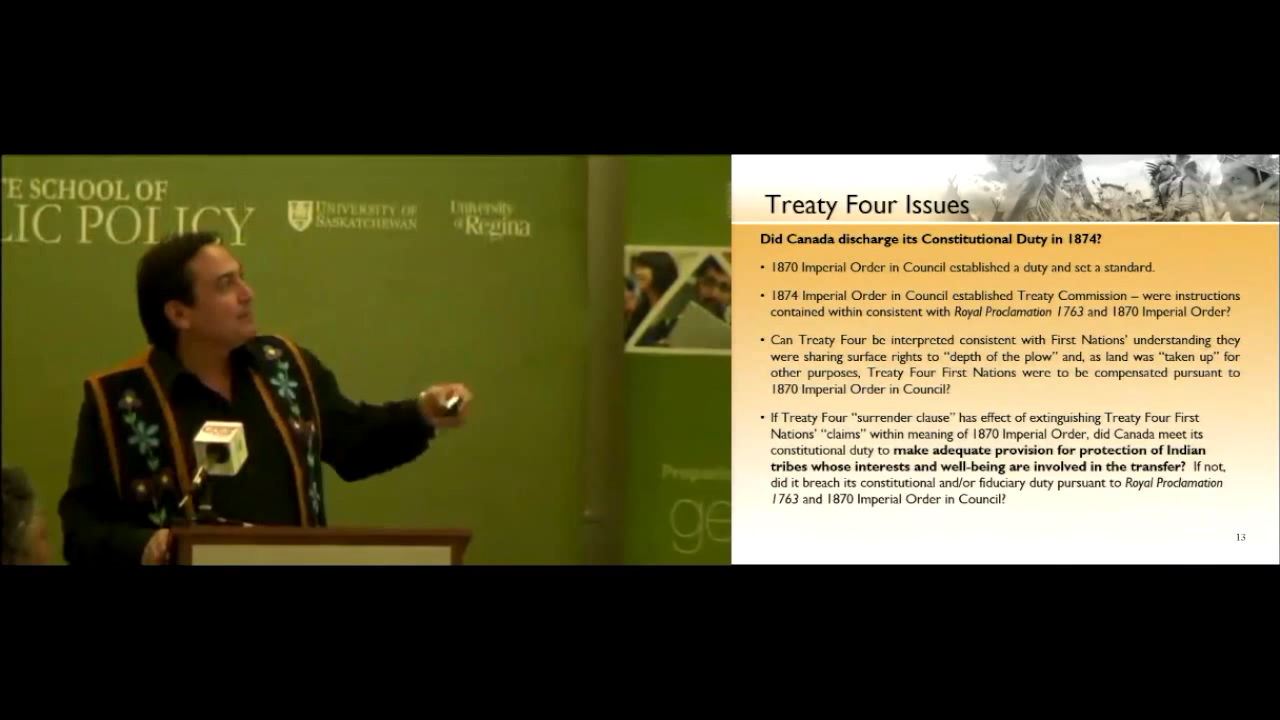 TE SCHOOL OF
LIC POLICY
UNIVERSITY OF
SASKATCHEWAN
University
of Regina
ge
Treaty Four Issues
Did Canada discharge its Constitutional Duty in 1874?
• 1870 Imperial Order in Council established a duty and set a standard.
• 1874 Imperial Order in Council established Treaty Commission – were instructions
contained within consistent with Royal Proclamation 1763 and 1870 Imperial Order?
• Can Treaty Four be interpreted consistent with First Nations’ understanding they
were sharing surface rights to “depth of the plow” and, as land was “taken up” for
other purposes, Treaty Four First Nations were to be compensated pursuant to
1870 Imperial Order in Council?
• If Treaty Four “surrender clause” has effect of extinguishing Treaty Four First
Nations’ “claims” within meaning of 1870 Imperial Order, did Canada meet its
constitutional duty to make adequate provision for protection of Indian
tribes whose interests and well-being are involved in the transfer? If not,
did it breach its constitutional and/or fiduciary duty pursuant to Royal Proclamation
1763 and 1870 Imperial Order in Council?
13